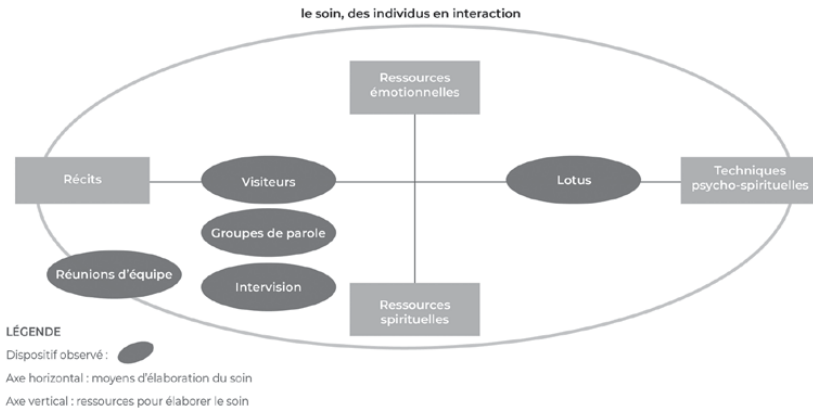 le soin, des individus en interaction
Ressources
émotionnelles
Récits
Visiteurs
Lotus
Techniques
psycho-spirituelles
Groupes de parole
Réunions d'équipe
Intervision
Ressources
spirituelles
LÉGENDE
Dispositif observé :
Axe horizontal : moyens d'élaboration du soin
Axe vertical : ressources pour élaborer le soin